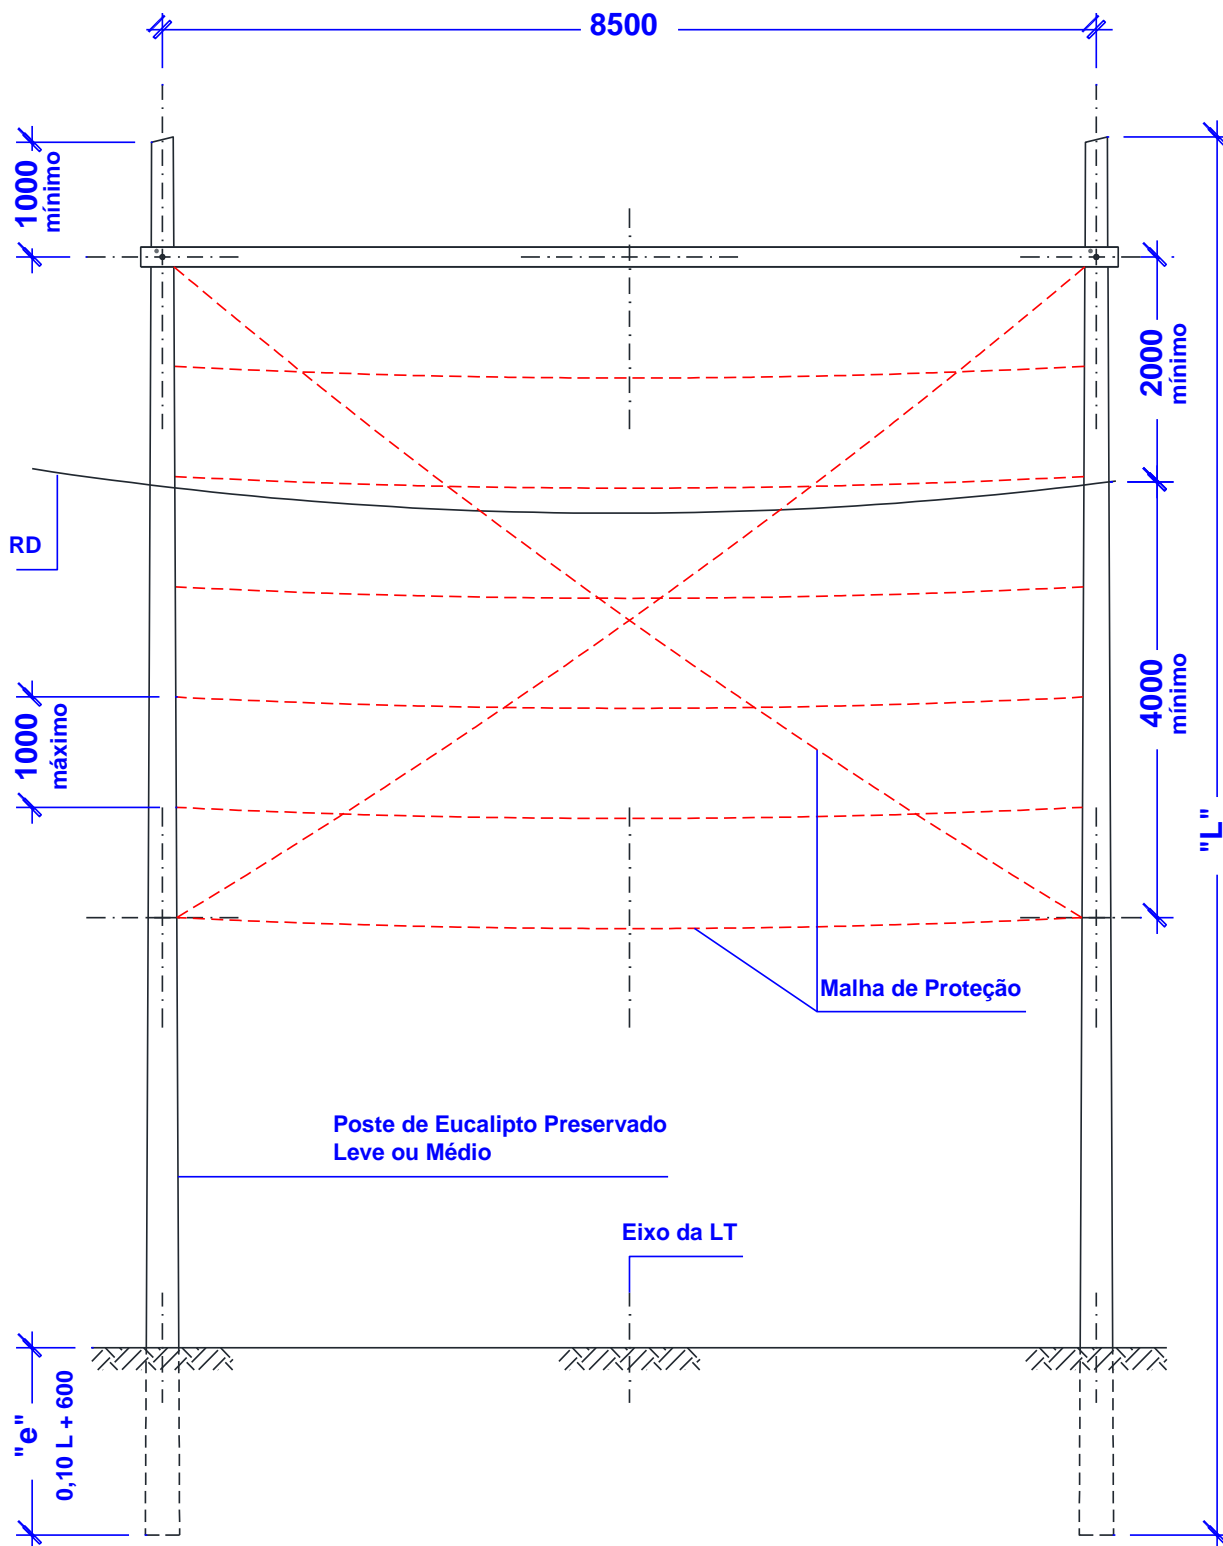 8500
1000
mínimo
2000
mínimo
RD
4000
mínimo
1000
máximo
"L"
Malha de Proteção
Poste de Eucalipto Preservado
Leve ou Médio
Eixo da LT
"e"
0,10 L + 600